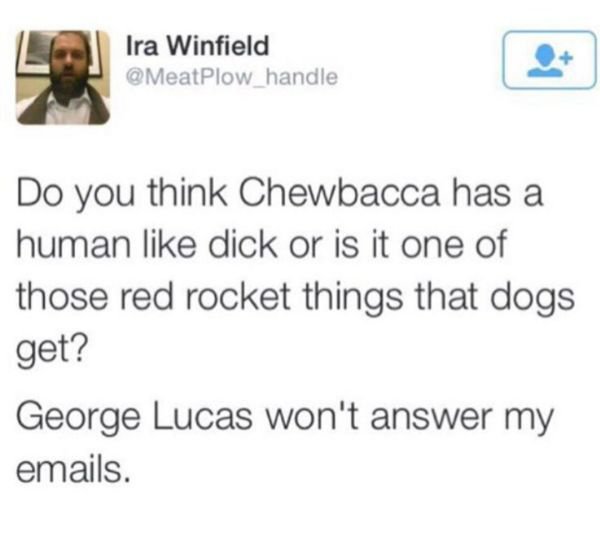 Ira Winfield
@MeatPlow_handle
Do you think Chewbacca has a
human like dick or is it one of
those red rocket things that dogs
get?
George Lucas won't answer my
emails.